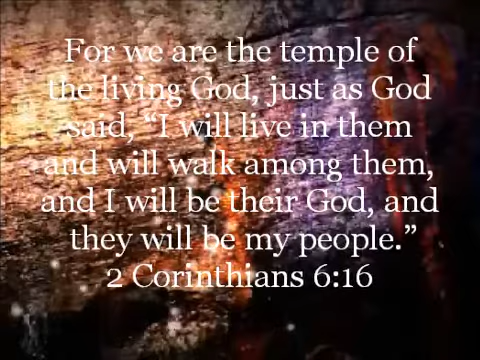 For we are the temple of
the living God, just as God
said, “I will live in them
and will walk among them,
and I will be their God, and
they will be my people.”
2 Corinthians 6:16